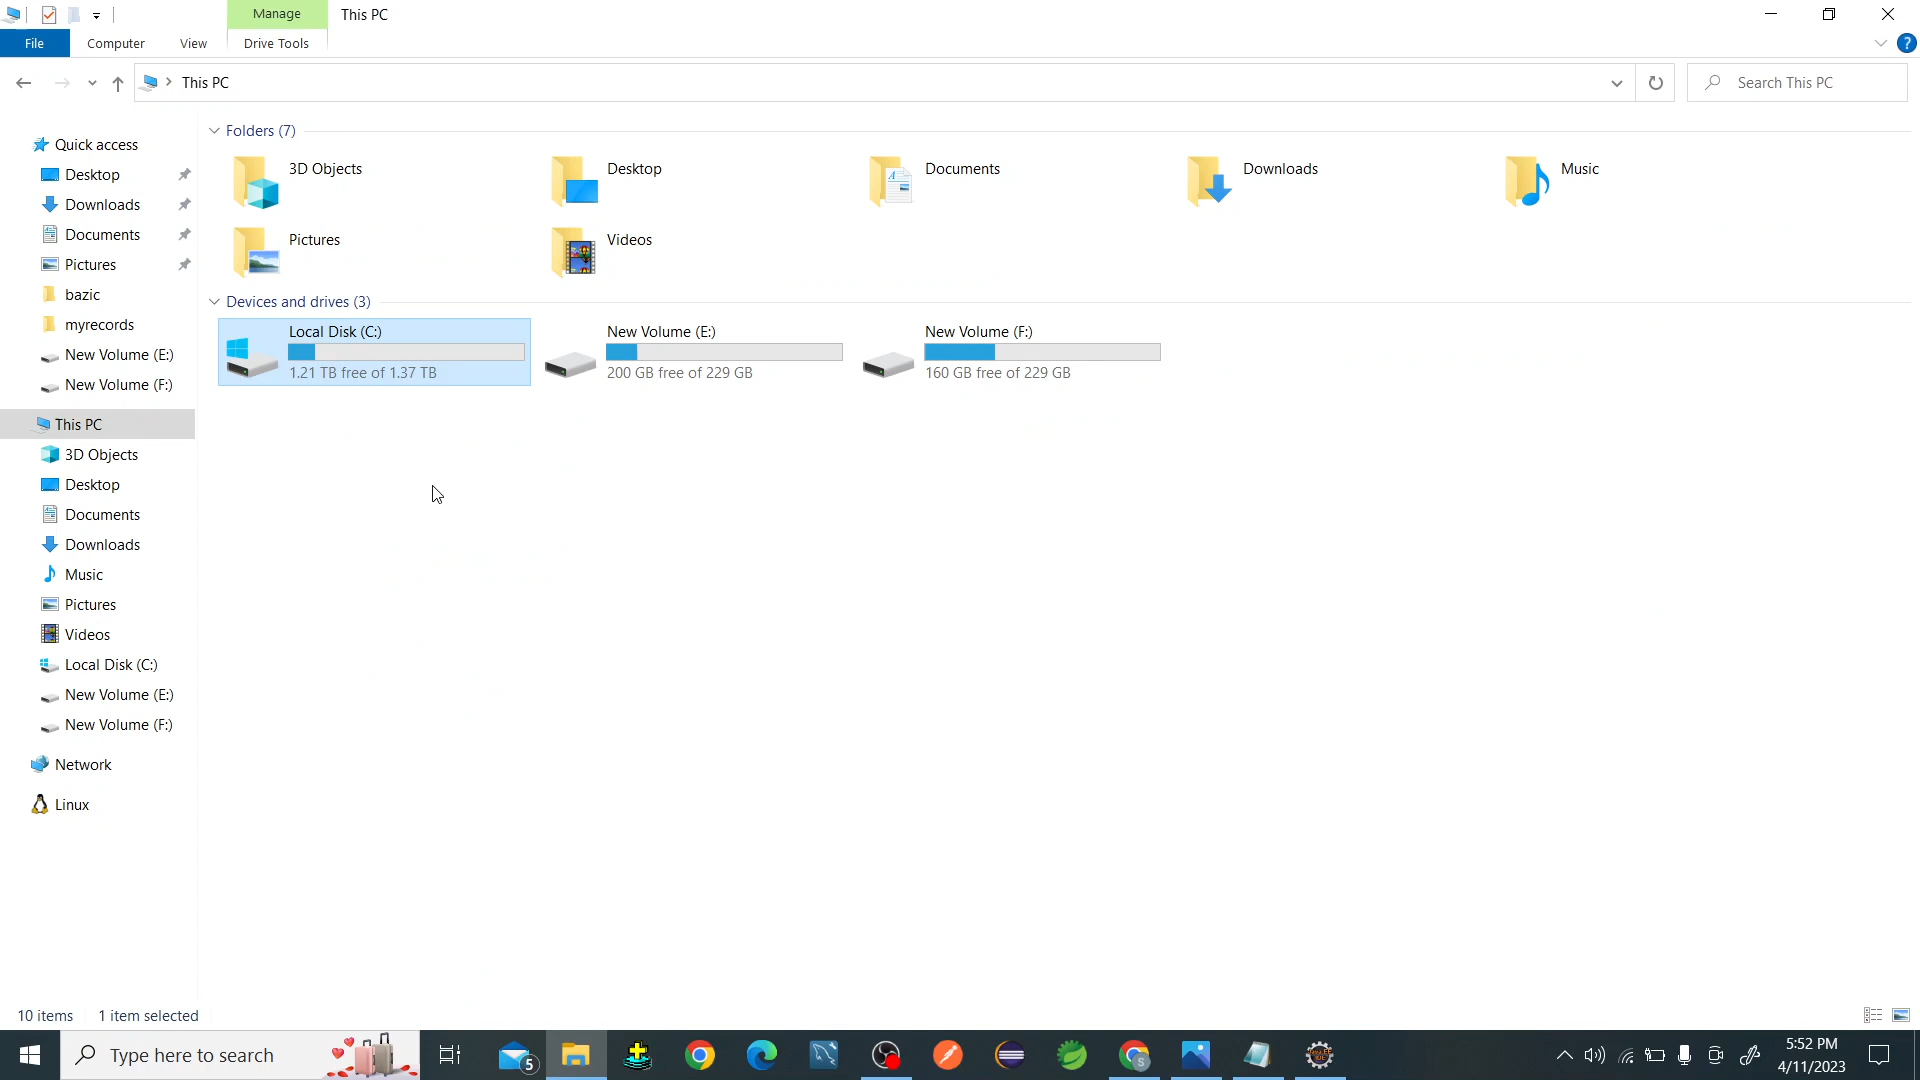 Manage
This PC
File
Computer
View
Drive Tools
This PC
Search This PC
Quick access
Desktop
Downloads
Documents
Pictures
bazic
myrecords
New Volume (E:)
New Volume (F:)
This PC
3D Objects
Desktop
Documents
Downloads
Music
Pictures
Videos
Local Disk (C:)
New Volume (E:)
New Volume (F:)
Network
Linux
Folders (7)
3D Objects
Desktop
Documents
Downloads
Music
Pictures
Videos
Devices and drives (3)
Local Disk (C:)
1.21 TB free of 1.37 TB
New Volume (E:)
200 GB free of 229 GB
New Volume (F:)
160 GB free of 229 GB
10 items
1 item selected
Type here to search
5
S
5:52 PM
4/11/2023